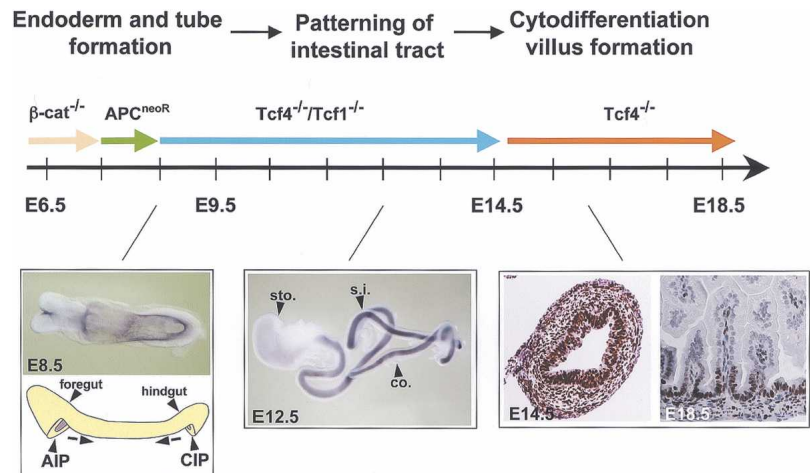 Endoderm and tube
formation
Patterning of
intestinal tract
Cytodifferentiation
villus formation
β-cat-/-
APCneoR
Tcf4-/-/Tcf1-/-
Tcf4-/-
E6.5
E9.5
E14.5
E18.5
E8.5
foregut
hindgut
AIP
CIP
sto.
s.i.
co.
E12.5
E14.5
E18.5